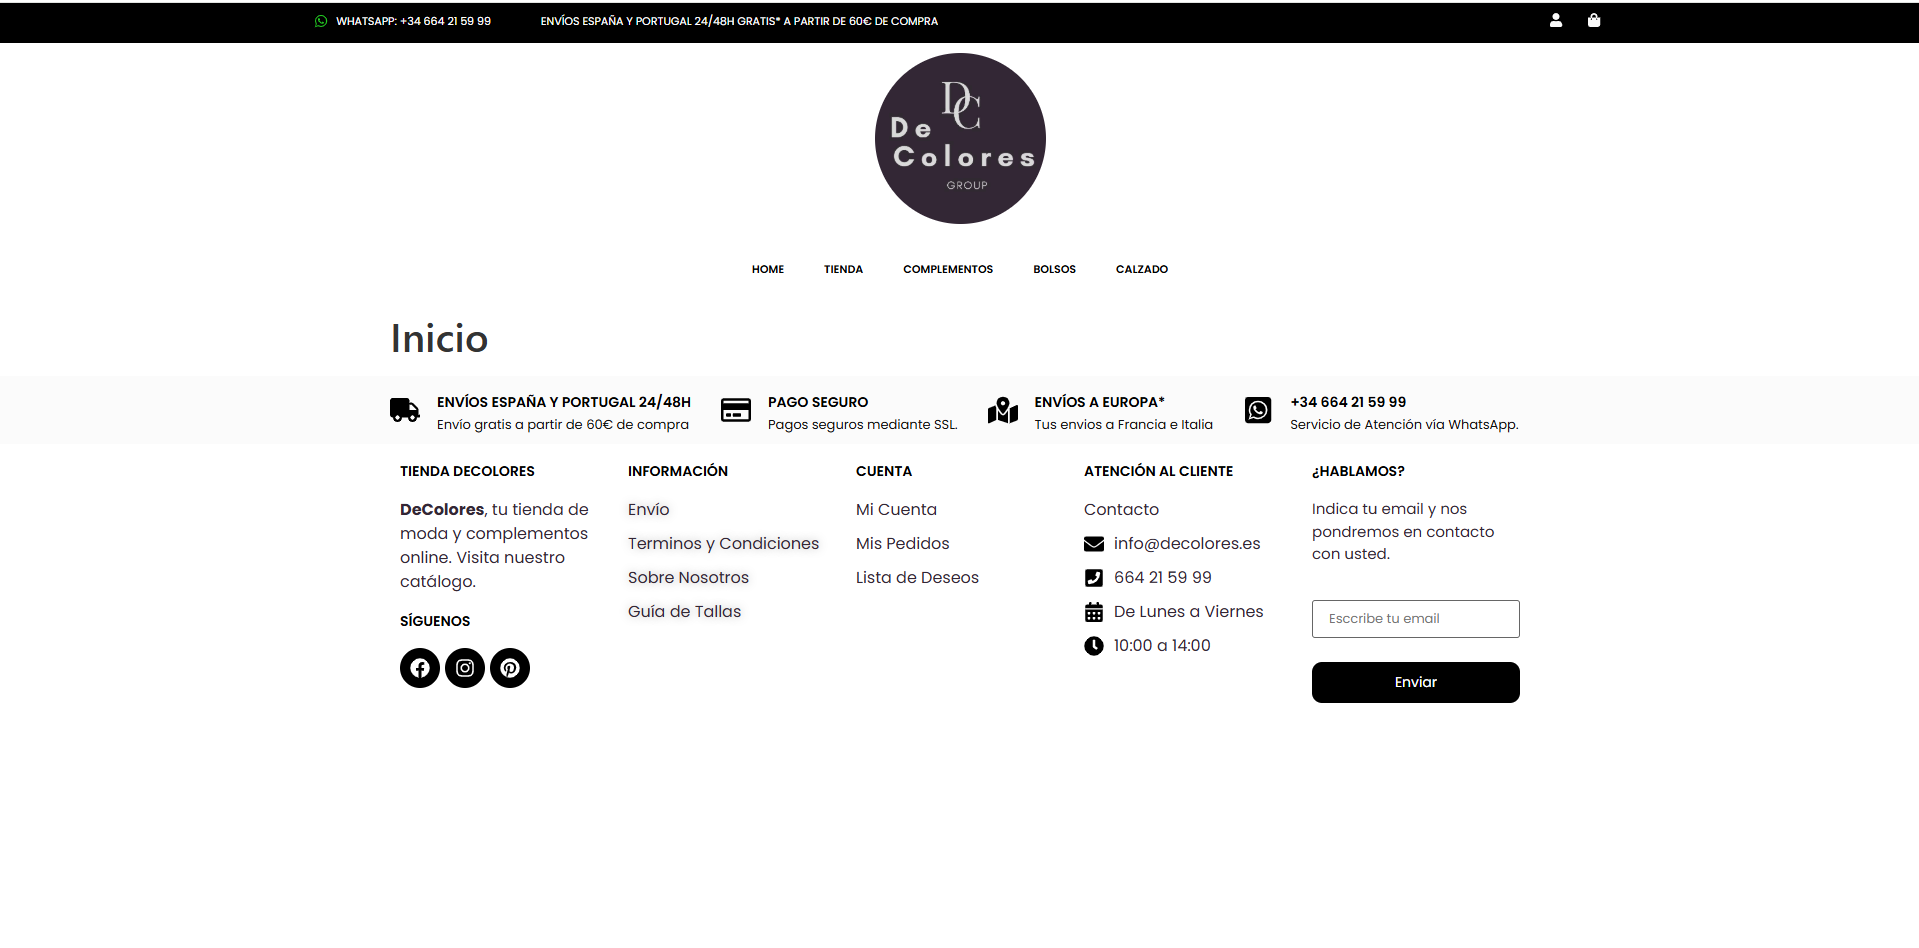 WHATSAPP: +34 664 21 59 99
ENVÍOS ESPAÑA Y PORTUGAL 24/48H GRATIS* A PARTIR DE 60€ DE COMPRA
DC
De
Colores
GROUP
HOME
TIENDA
COMPLEMENTOS
BOLSOS
CALZADO
Inicio
ENVÍOS ESPAÑA Y PORTUGAL 24/48H
Envío gratis a partir de 60€ de compra
PAGO SEGURO
Pagos seguros mediante SSL.
ENVÍOS A EUROPA*
Tus envios a Francia e Italia
+34 664 21 59 99
Servicio de Atención vía WhatsApp.
TIENDA DECOLORES
DeColores, tu tienda de
moda y complementos
online. Visita nuestro
catálogo.
SÍGUENOS
INFORMACIÓN
Envío
Terminos y Condiciones
Sobre Nosotros
Guía de Tallas
CUENTA
Mi Cuenta
Mis Pedidos
Lista de Deseos
ATENCIÓN AL CLIENTE
Contacto
info@decolores.es
664 21 59 99
De Lunes a Viernes
10:00 a 14:00
¿HABLAMOS?
Indica tu email y nos
pondremos en contacto
con usted.
Esccribe tu email
Enviar